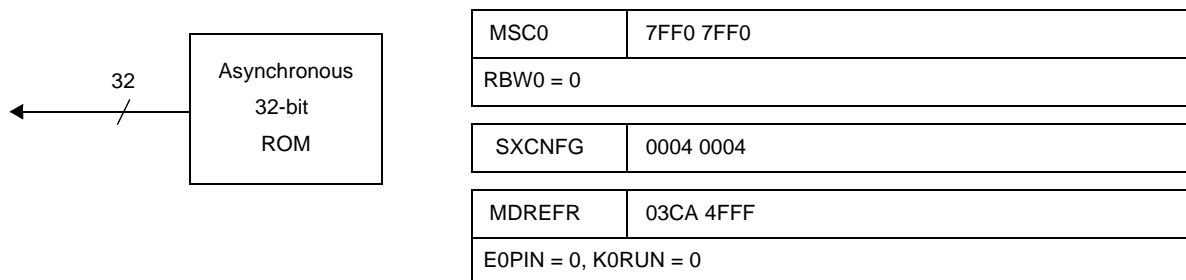 32
Asynchronous
32-bit
ROM
MSC0 7FF0 7FF0
RBW0 = 0
SXCNFG 0004 0004
MDREFR 03CA 4FFF
E0PIN = 0, K0RUN = 0